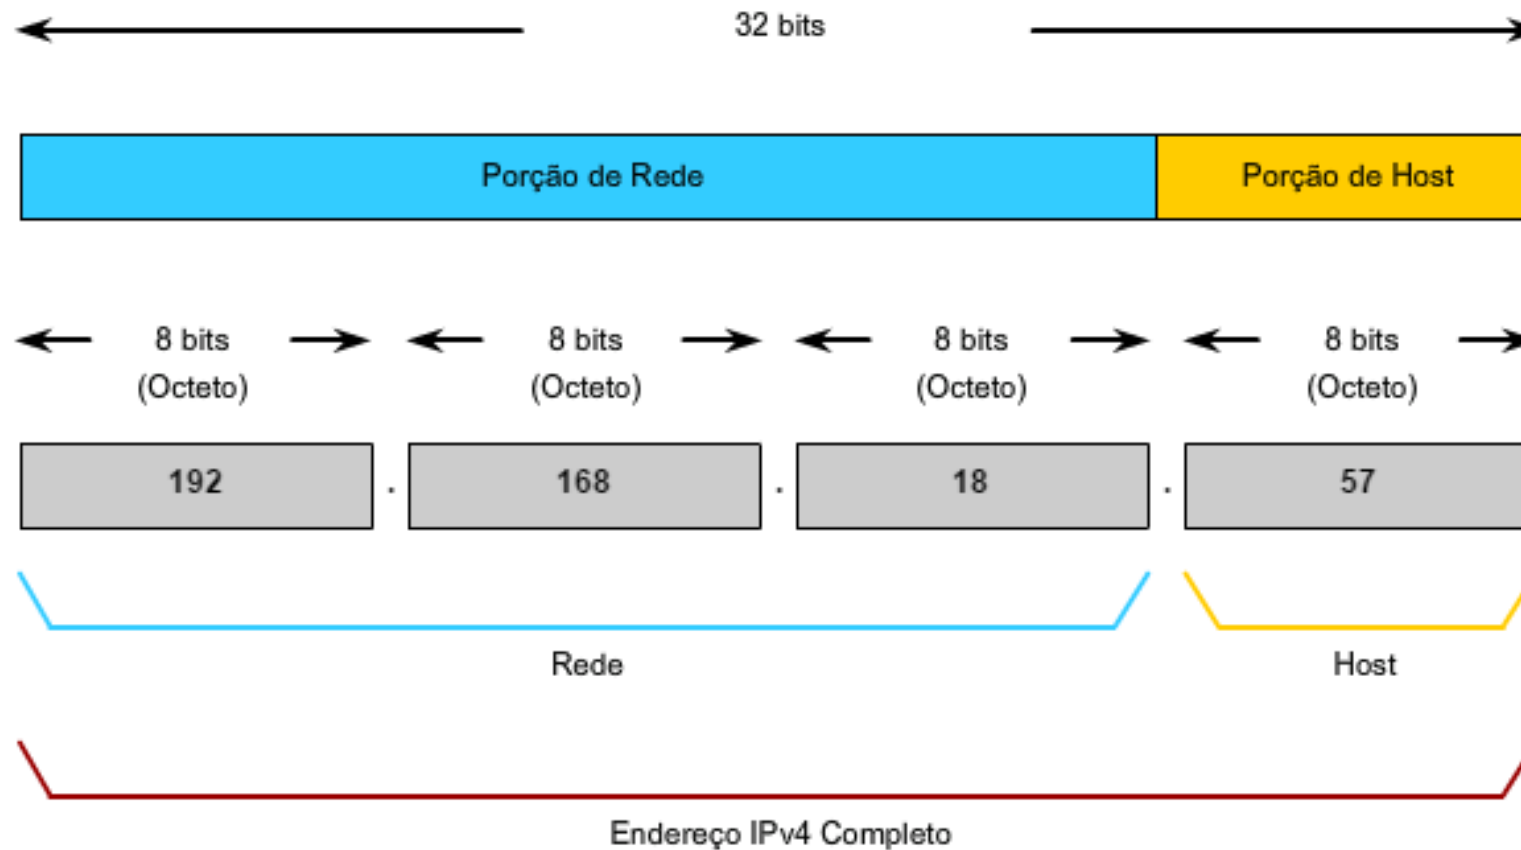 32 bits
Porção de Rede Porção de Host
8 bits 8 bits 8 bits 8 bits
(Octeto) (Octeto) (Octeto) (Octeto)
192 . 168 . 18 . 57
Rede Host
Endereço IPv4 Completo